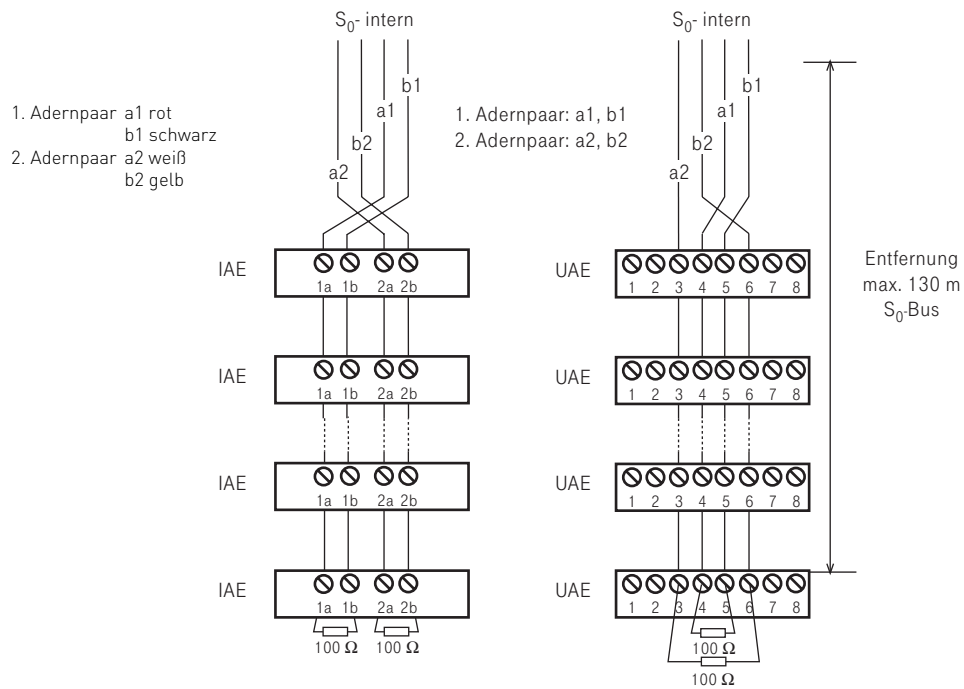 S₀- intern
1. Adernpaar a1 rot
b1 schwarz
2. Adernpaar a2 weiß
b2 gelb
a2
b2
a1
b1
IAE
1a 1b 2a 2b
IAE
1a 1b 2a 2b
IAE
1a 1b 2a 2b
IAE
1a 1b 2a 2b
100 Ω 100 Ω
S₀- intern
1. Adernpaar: a1, b1
2. Adernpaar: a2, b2
a2
b2
a1
b1
UAE
1 2 3 4 5 6 7 8
UAE
1 2 3 4 5 6 7 8
UAE
1 2 3 4 5 6 7 8
UAE
1 2 3 4 5 6 7 8
100 Ω
100 Ω
Entfernung
max. 130 m
S₀-Bus